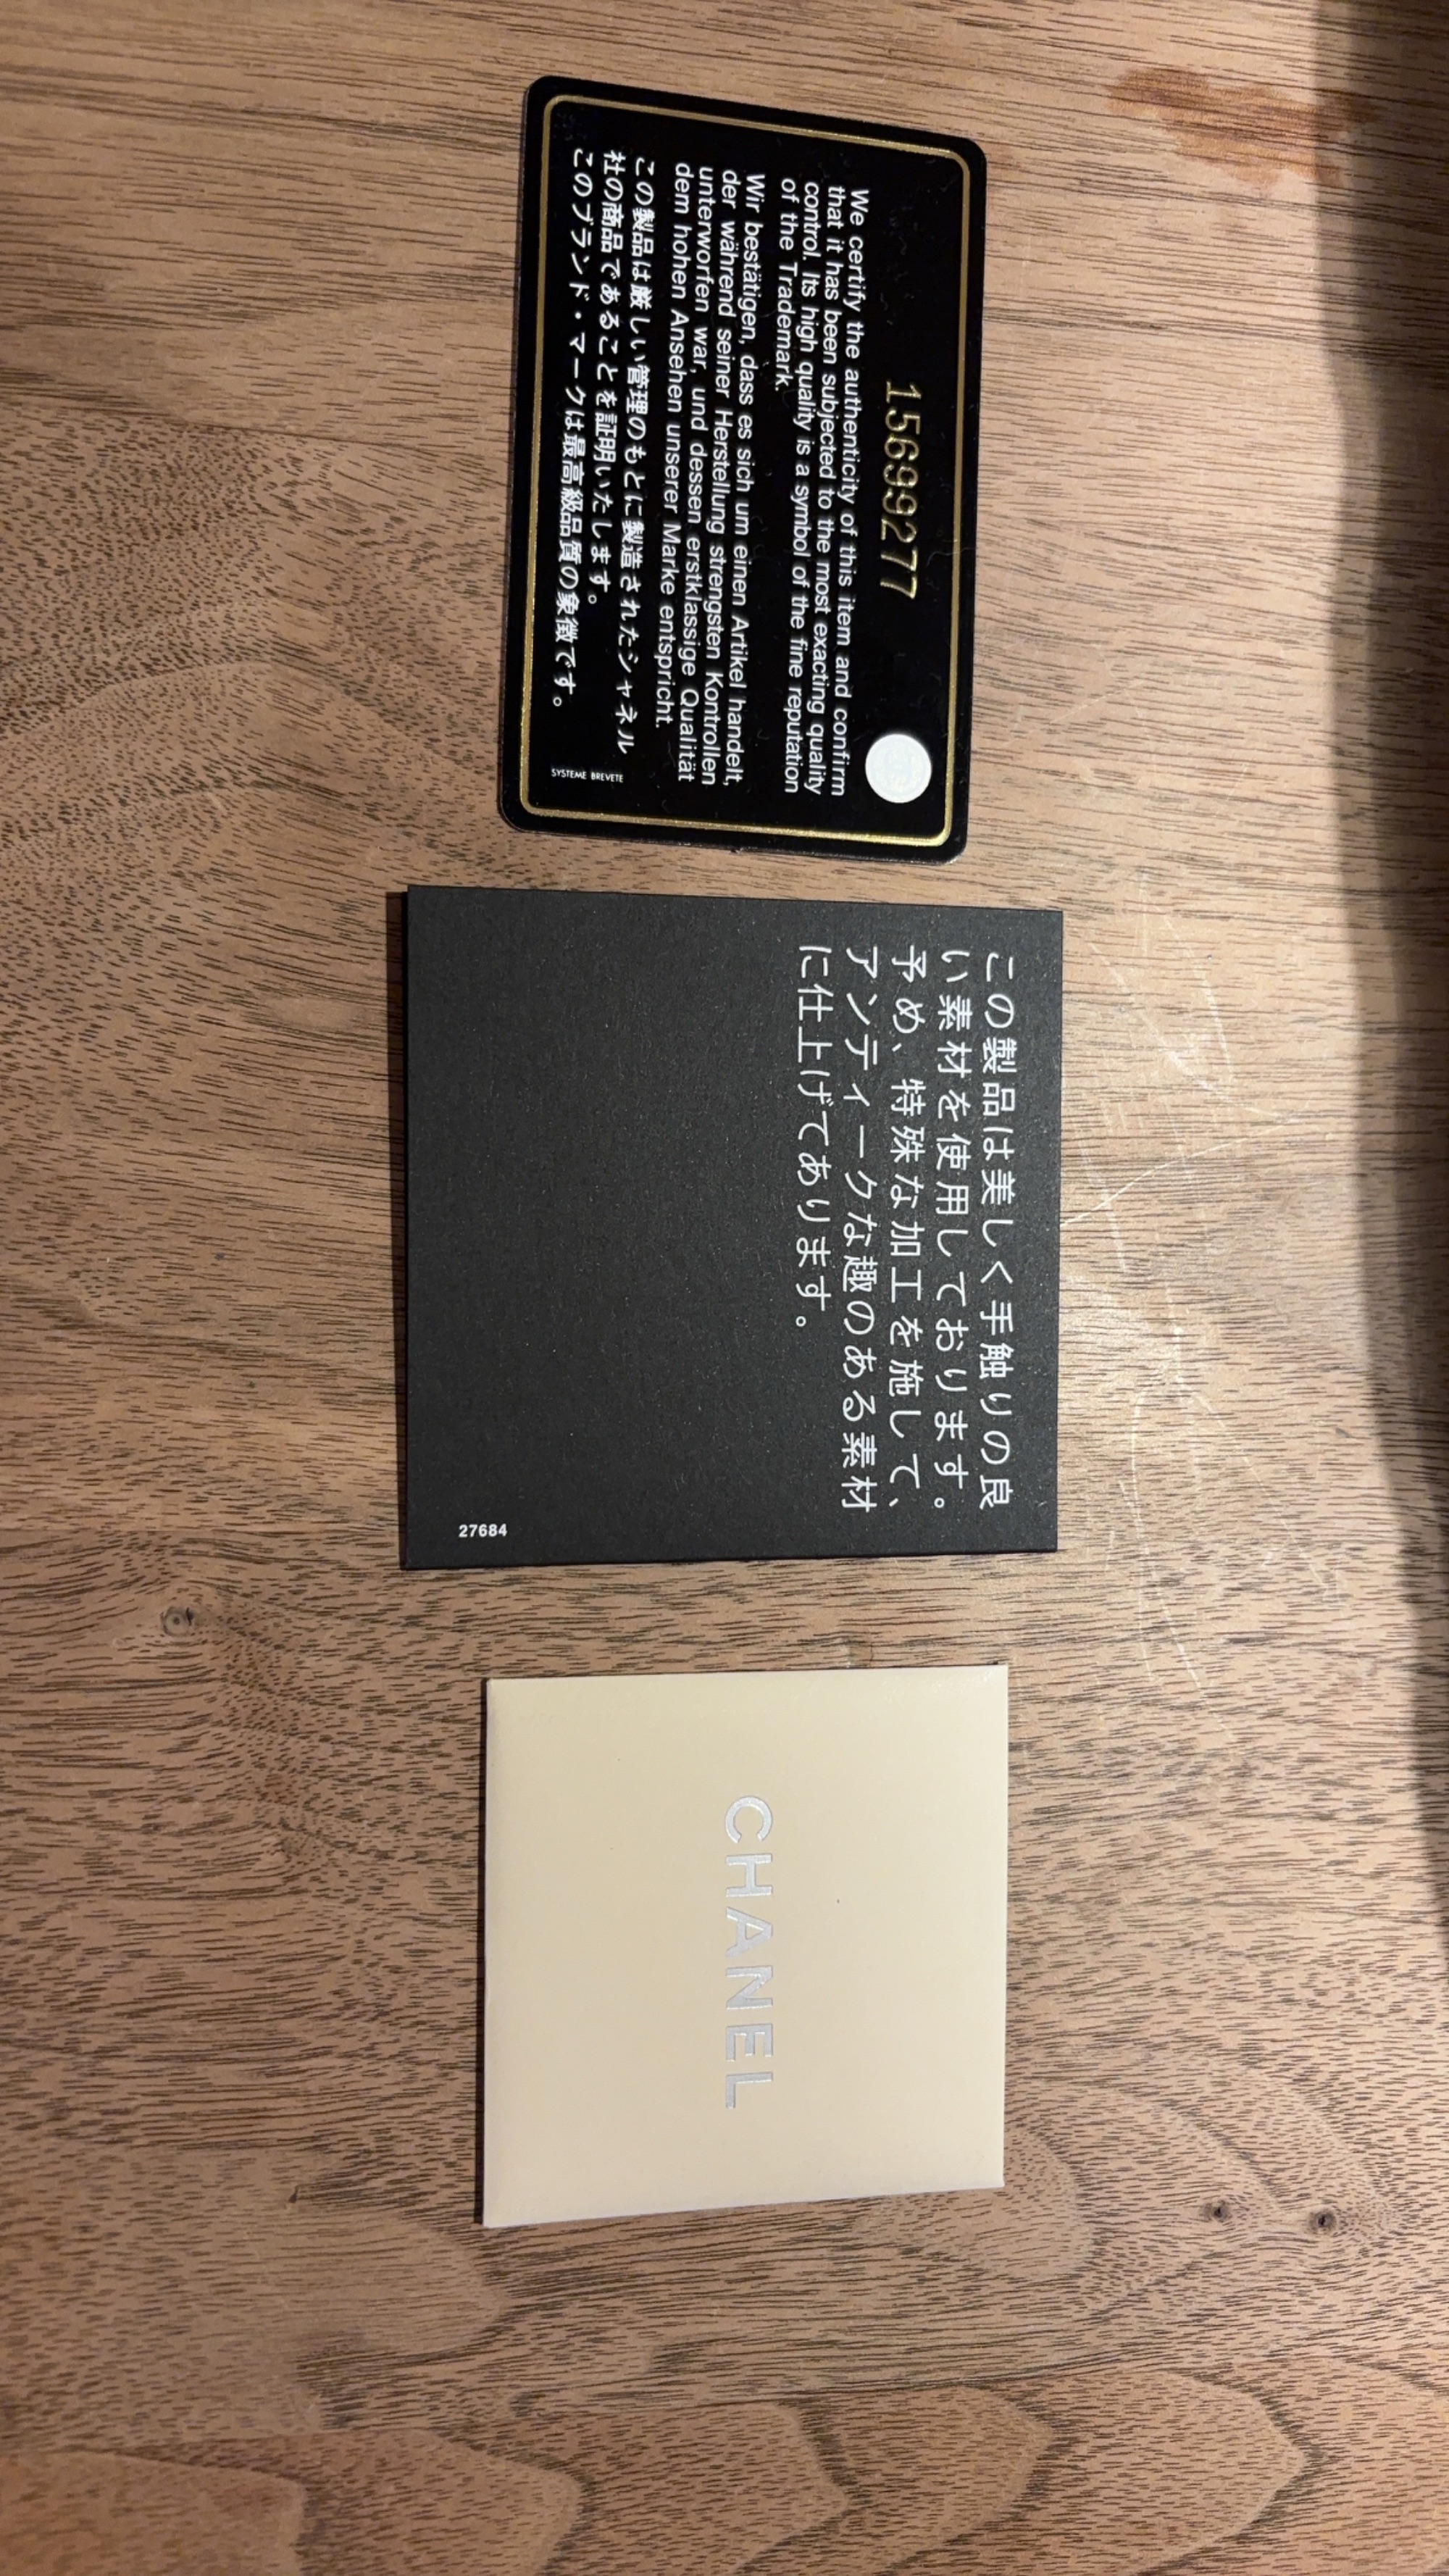 15699277
We certify the authenticity of this item and confirm
that it has been subjected to the most exacting quality
control. Its high quality is a symbol of the fine reputation
of the Trademark.
Wir bestätigen, dass es sich um einen Artikel handelt,
der während seiner Herstellung strengsten Kontrollen
unterworfen war, und dessen erstklassige Qualität
dem hohen Ansehen unserer Marke entspricht.
この製品は厳しい管理のもとに製造されたシャネル
社の商品であることを証明いたします。
このブランド・マークは最高級品質の象徴です。
SYSTEME BREVETE
この製品は美しく手触りの良
い素材を使用しております。
予め、特殊な加工を施して、
アンティークな趣のある素材
に仕上げてあります。
27684
CHANEL